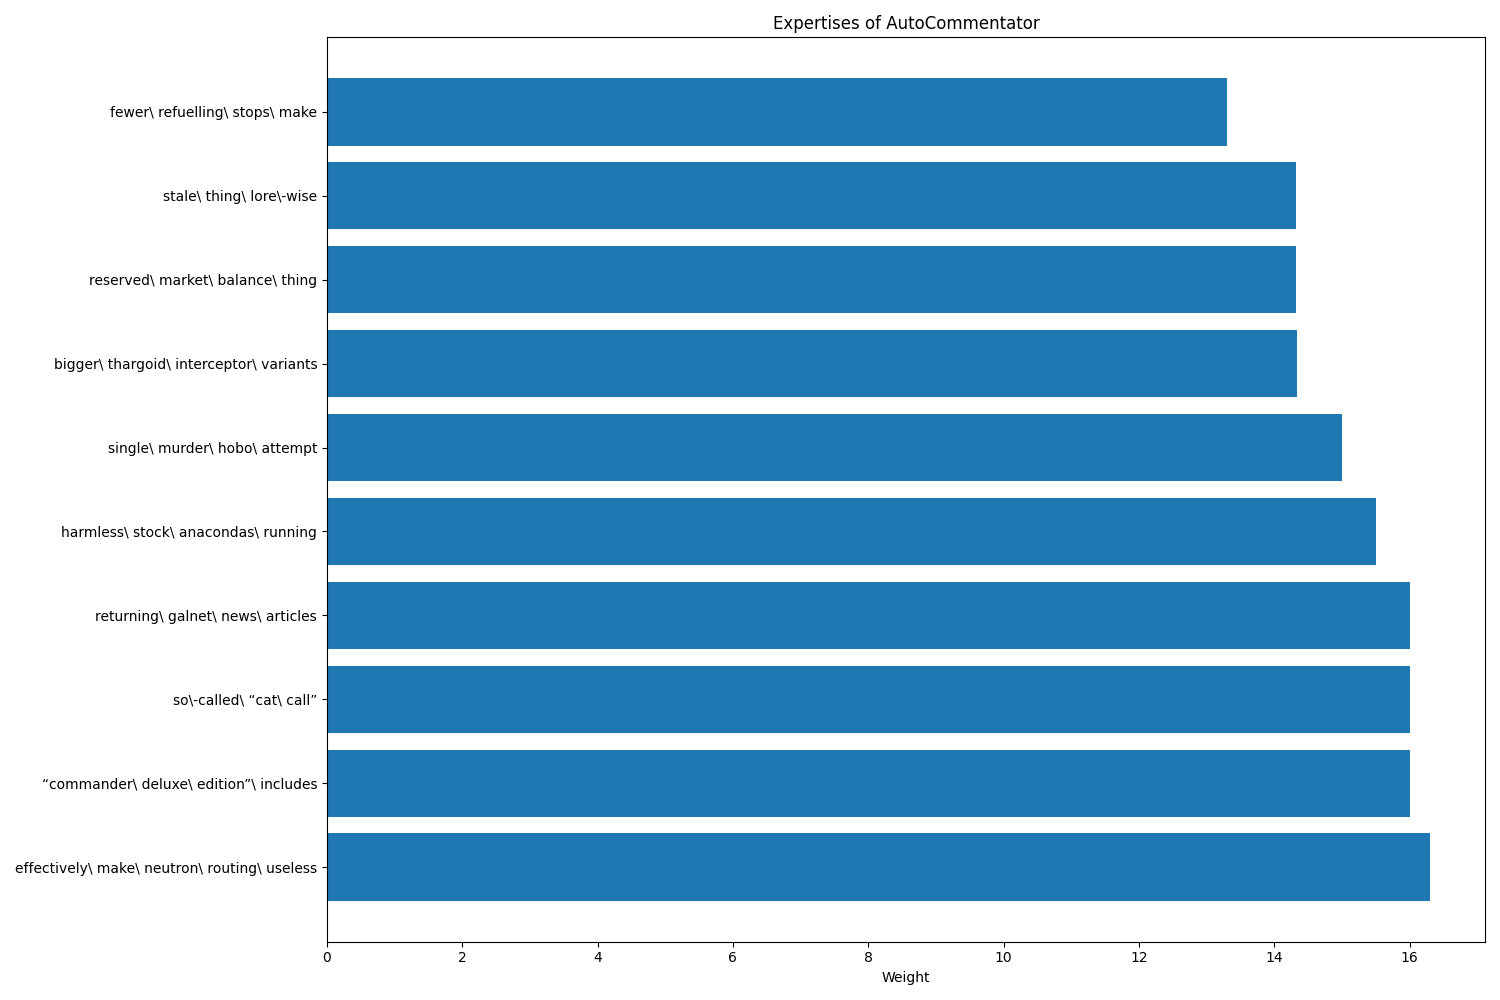 Expertises of AutoCommentator
fewer\ refuelling\ stops\ make
stale\ thing\ lore\-wise
reserved\ market\ balance\ thing
bigger\ thargoid\ interceptor\ variants
single\ murder\ hobo\ attempt
harmless\ stock\ anacondas\ running
returning\ galnet\ news\ articles
so\-called\ “cat\ call”
“commander\ deluxe\ edition”\ includes
effectively\ make\ neutron\ routing\ useless
0 2 4 6 8 10 12 14 16
Weight